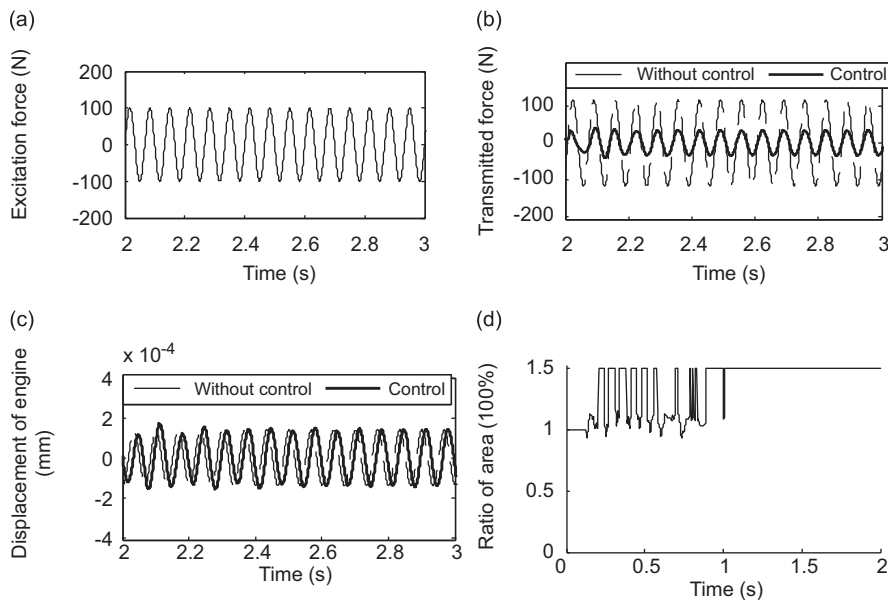 (a)
Excitation force (N)
200
100
0
-100
-200
2 2.2 2.4 2.6 2.8 3
Time (s)
(b)
Transmitted force (N)
Without control Control
100
0
-100
-200
2 2.2 2.4 2.6 2.8 3
Time (s)
(c)
x 10-4
Displacement of engine
(mm)
Without control Control
4
2
0
-2
-4
2 2.2 2.4 2.6 2.8 3
Time (s)
(d)
Ratio of area (100%)
1.5
1
0.5
0
0 0.5 1 1.5 2
Time (s)